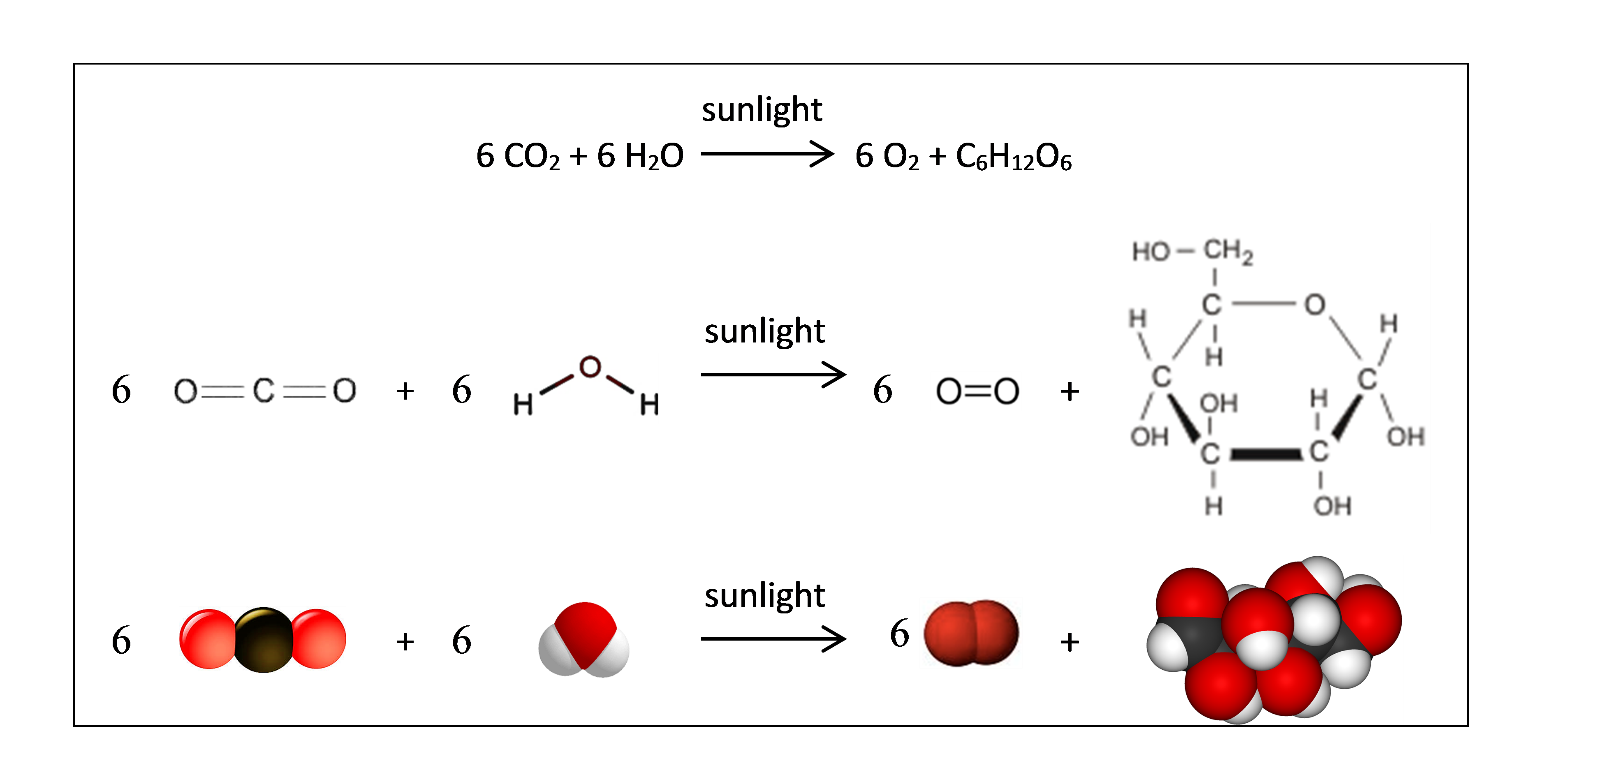 sunlight
6 CO₂ + 6 H₂O ⟶ 6 O₂ + C₆H₁₂O₆
HO – CH₂
C — O
H H
H
sunlight
6 O=C=O + 6 H O H ⟶ 6 O=O + C C
OH H
OH OH
C C
H OH
sunlight
6 + 6 ⟶ 6 +